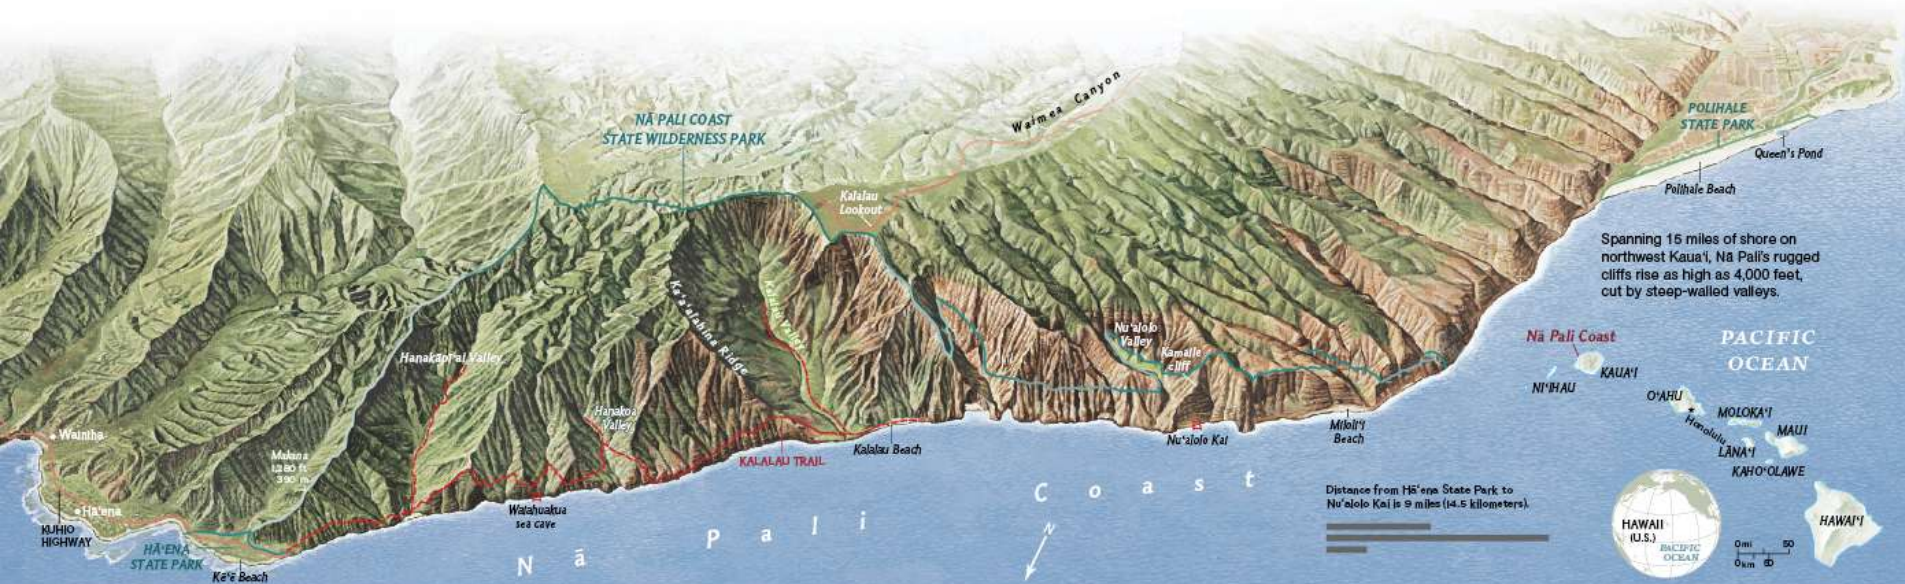 NĀ PALI COAST
STATE WILDERNESS PARK
Waimea Canyon
POLIHALE
STATE PARK
Queen's Pond
Polihale Beach
Kalalau
Lookout
Spanning 15 miles of shore on
northwest Kaua'i, Nā Pali's rugged
cliffs rise as high as 4,000 feet,
cut by steep-walled valleys.
Ka'a'alahina Ridge
Kalalau Valley
Hanakāpī'ai Valley
Nu'alolo
Valley
Kamaile
cliff
Nā Pali Coast
PACIFIC
OCEAN
KAUA'I
NI'IHAU
O'AHU
Honolulu
MOLOKA'I
MAUI
LĀNA'I
KAHO'OLAWE
Hanakoa
Valley
Wainiha
Makana
1,280 ft
390 m
KALALAU TRAIL
Kalalau Beach
Nu'alolo Kai
Miloli'i
Beach
Hā'ena
KUHIO
HIGHWAY
HĀ'ENA
STATE PARK
Kē'ē Beach
Waiahuakua
sea cave
Nā Pali Coast
N
Distance from Hā'ena State Park to
Nu'alolo Kai is 9 miles (14.5 kilometers).
HAWAII
(U.S.)
PACIFIC
OCEAN
0 mi 50
0 km 50
HAWAI'I